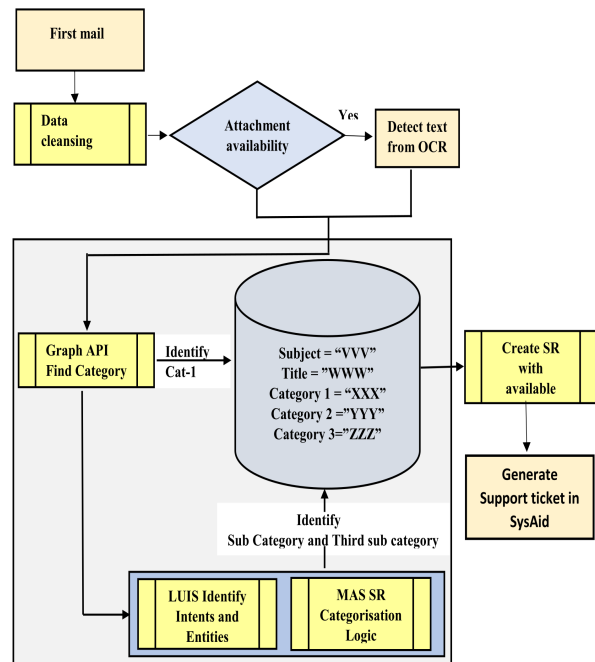 First mail
Data
cleansing
Attachment
availability
Yes
Detect text
from OCR
Graph API
Find Category
Identify
Cat-1
Subject = “VVV”
Title = ”WWW”
Category 1 = “XXX”
Category 2 =”YYY”
Category 3=”ZZZ”
Create SR
with
available
Generate
Support ticket in
SysAid
Identify
Sub Category and Third sub category
LUIS Identify
Intents and
Entities
MAS SR
Categorisation
Logic